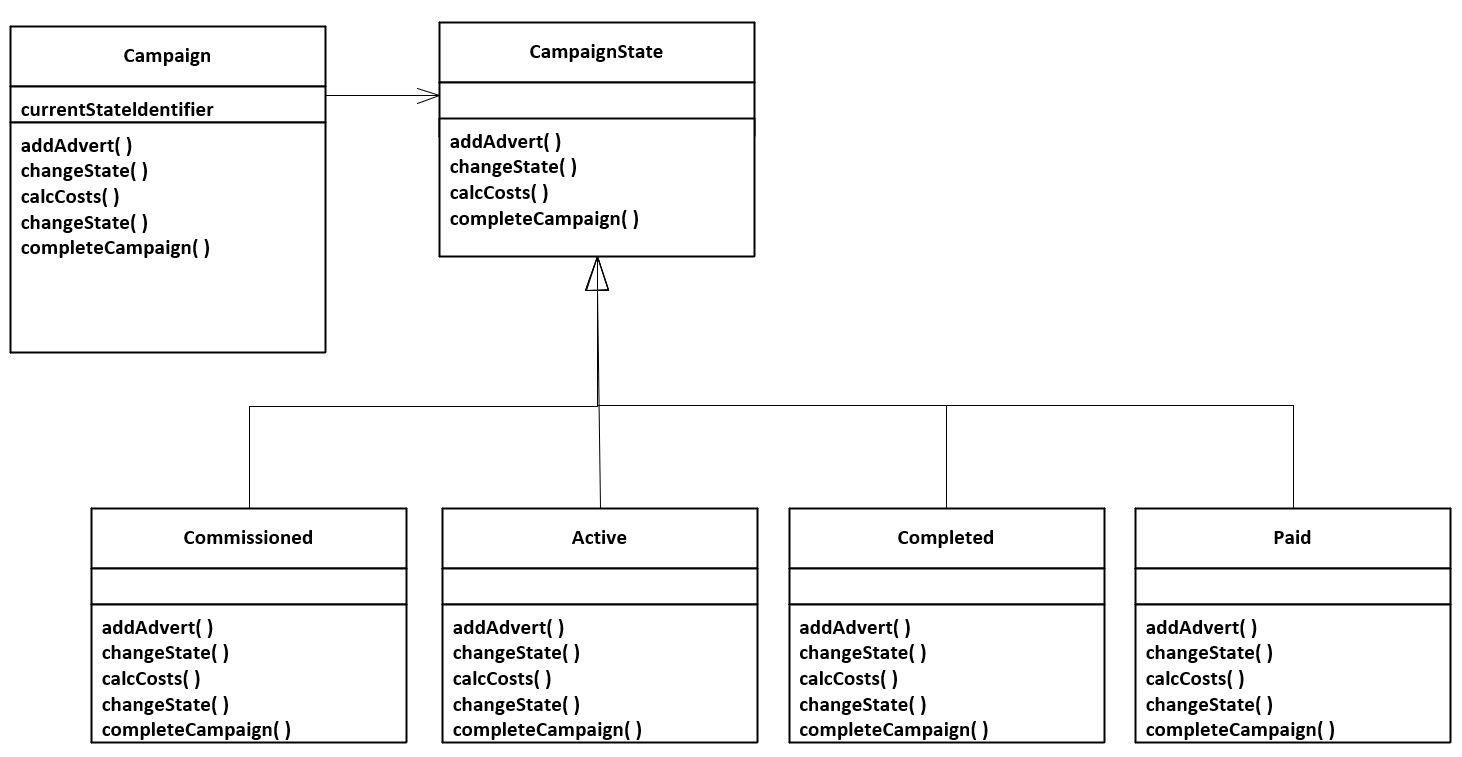 Campaign
currentStateIdentifier
addAdvert( )
changeState( )
calcCosts( )
changeState( )
completeCampaign( )
CampaignState
addAdvert( )
changeState( )
calcCosts( )
completeCampaign( )
Commissioned
addAdvert( )
changeState( )
calcCosts( )
changeState( )
completeCampaign( )
Active
addAdvert( )
changeState( )
calcCosts( )
changeState( )
completeCampaign( )
Completed
addAdvert( )
changeState( )
calcCosts( )
changeState( )
completeCampaign( )
Paid
addAdvert( )
changeState( )
calcCosts( )
changeState( )
completeCampaign( )